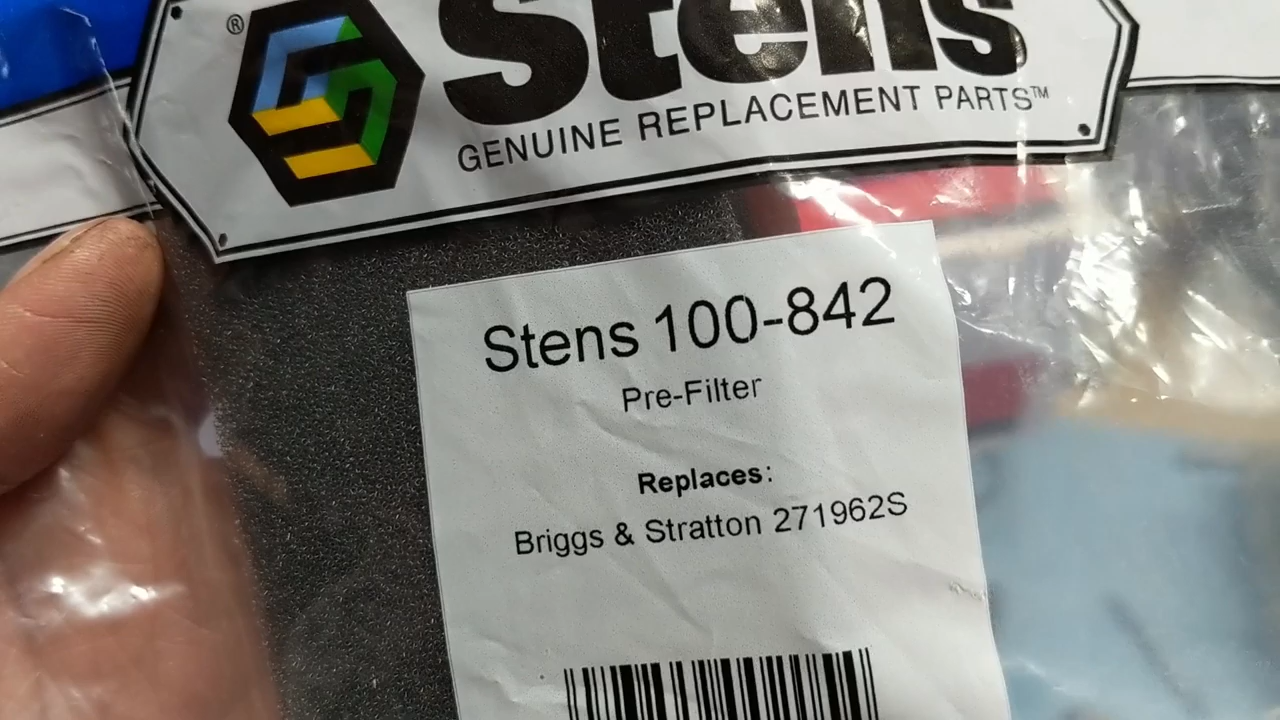 ®
Stens
GENUINE REPLACEMENT PARTS™
Stens 100-842
Pre-Filter
Replaces:
Briggs & Stratton 271962S